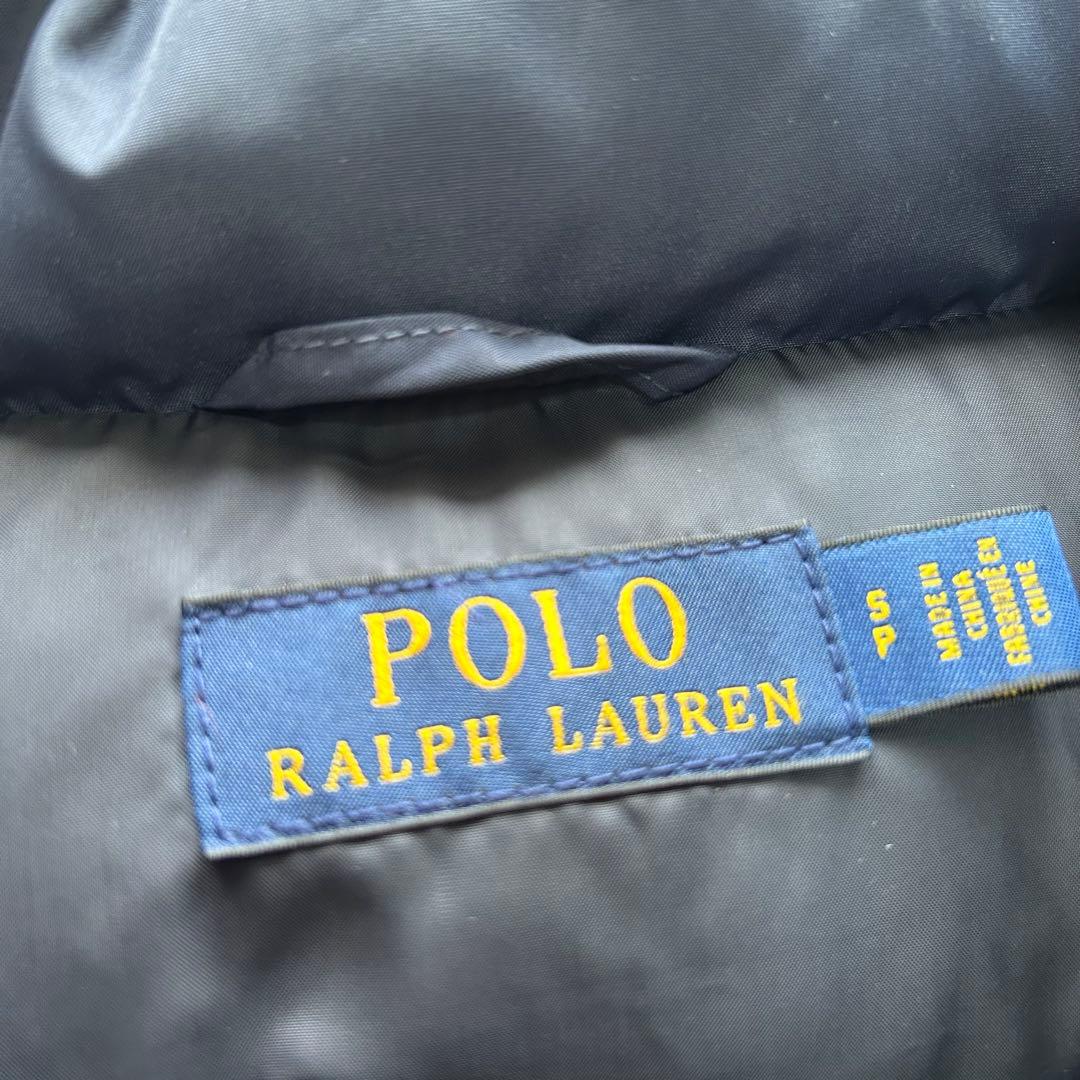 POLO
RALPH LAUREN
S
P
MADE IN
CHINA
FABRIQUÉ EN
CHINE